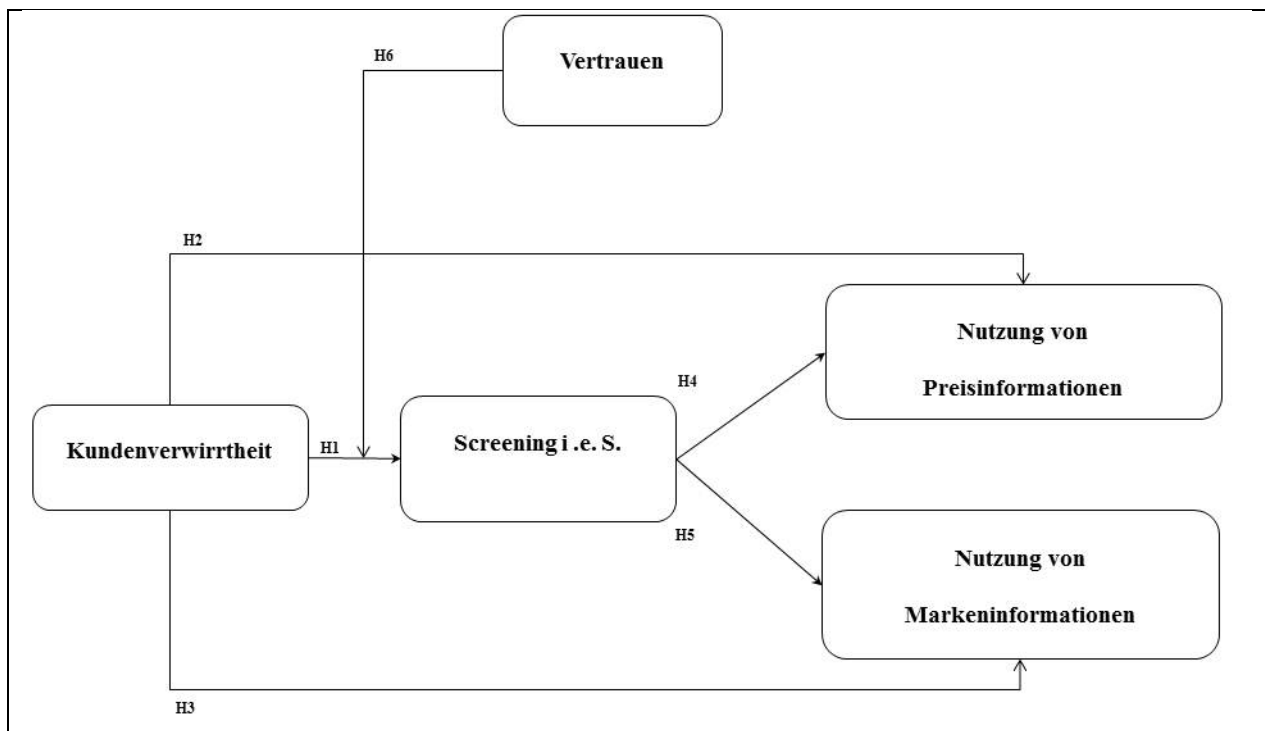 H6
Vertrauen
H2
Nutzung von
Preisinformationen
H4
Kundenverwirrtheit
H1
Screening i .e. S.
H5
Nutzung von
Markeninformationen
H3